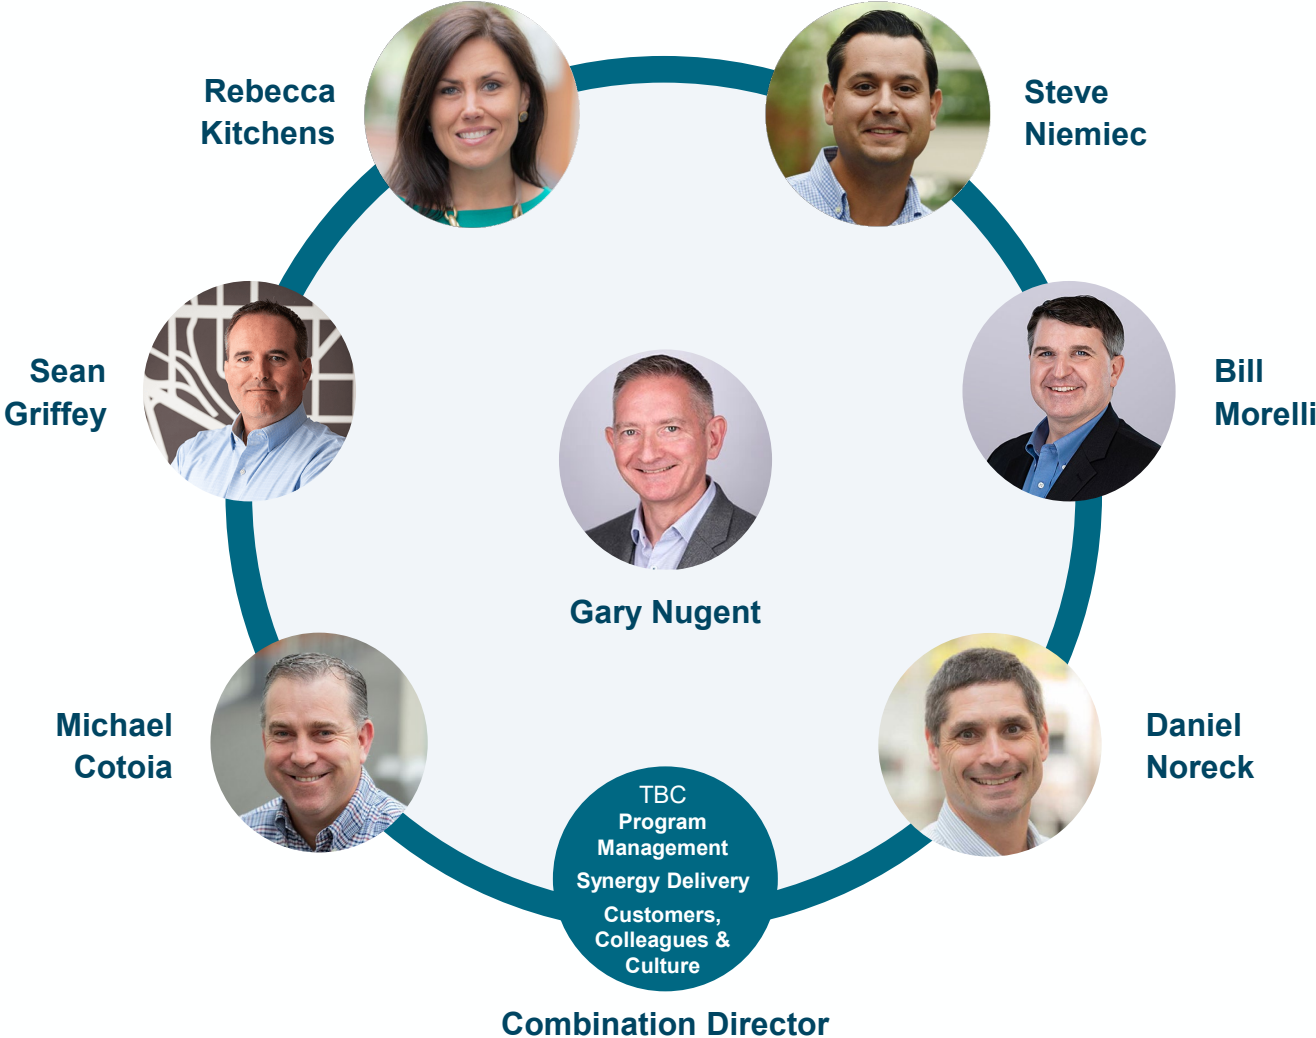 Rebecca
Kitchens
Steve
Niemiec
Sean
Griffey
Bill
Morelli
Gary Nugent
Michael
Cotoia
Daniel
Noreck
TBC
Program
Management
Synergy Delivery
Customers,
Colleagues &
Culture
Combination Director